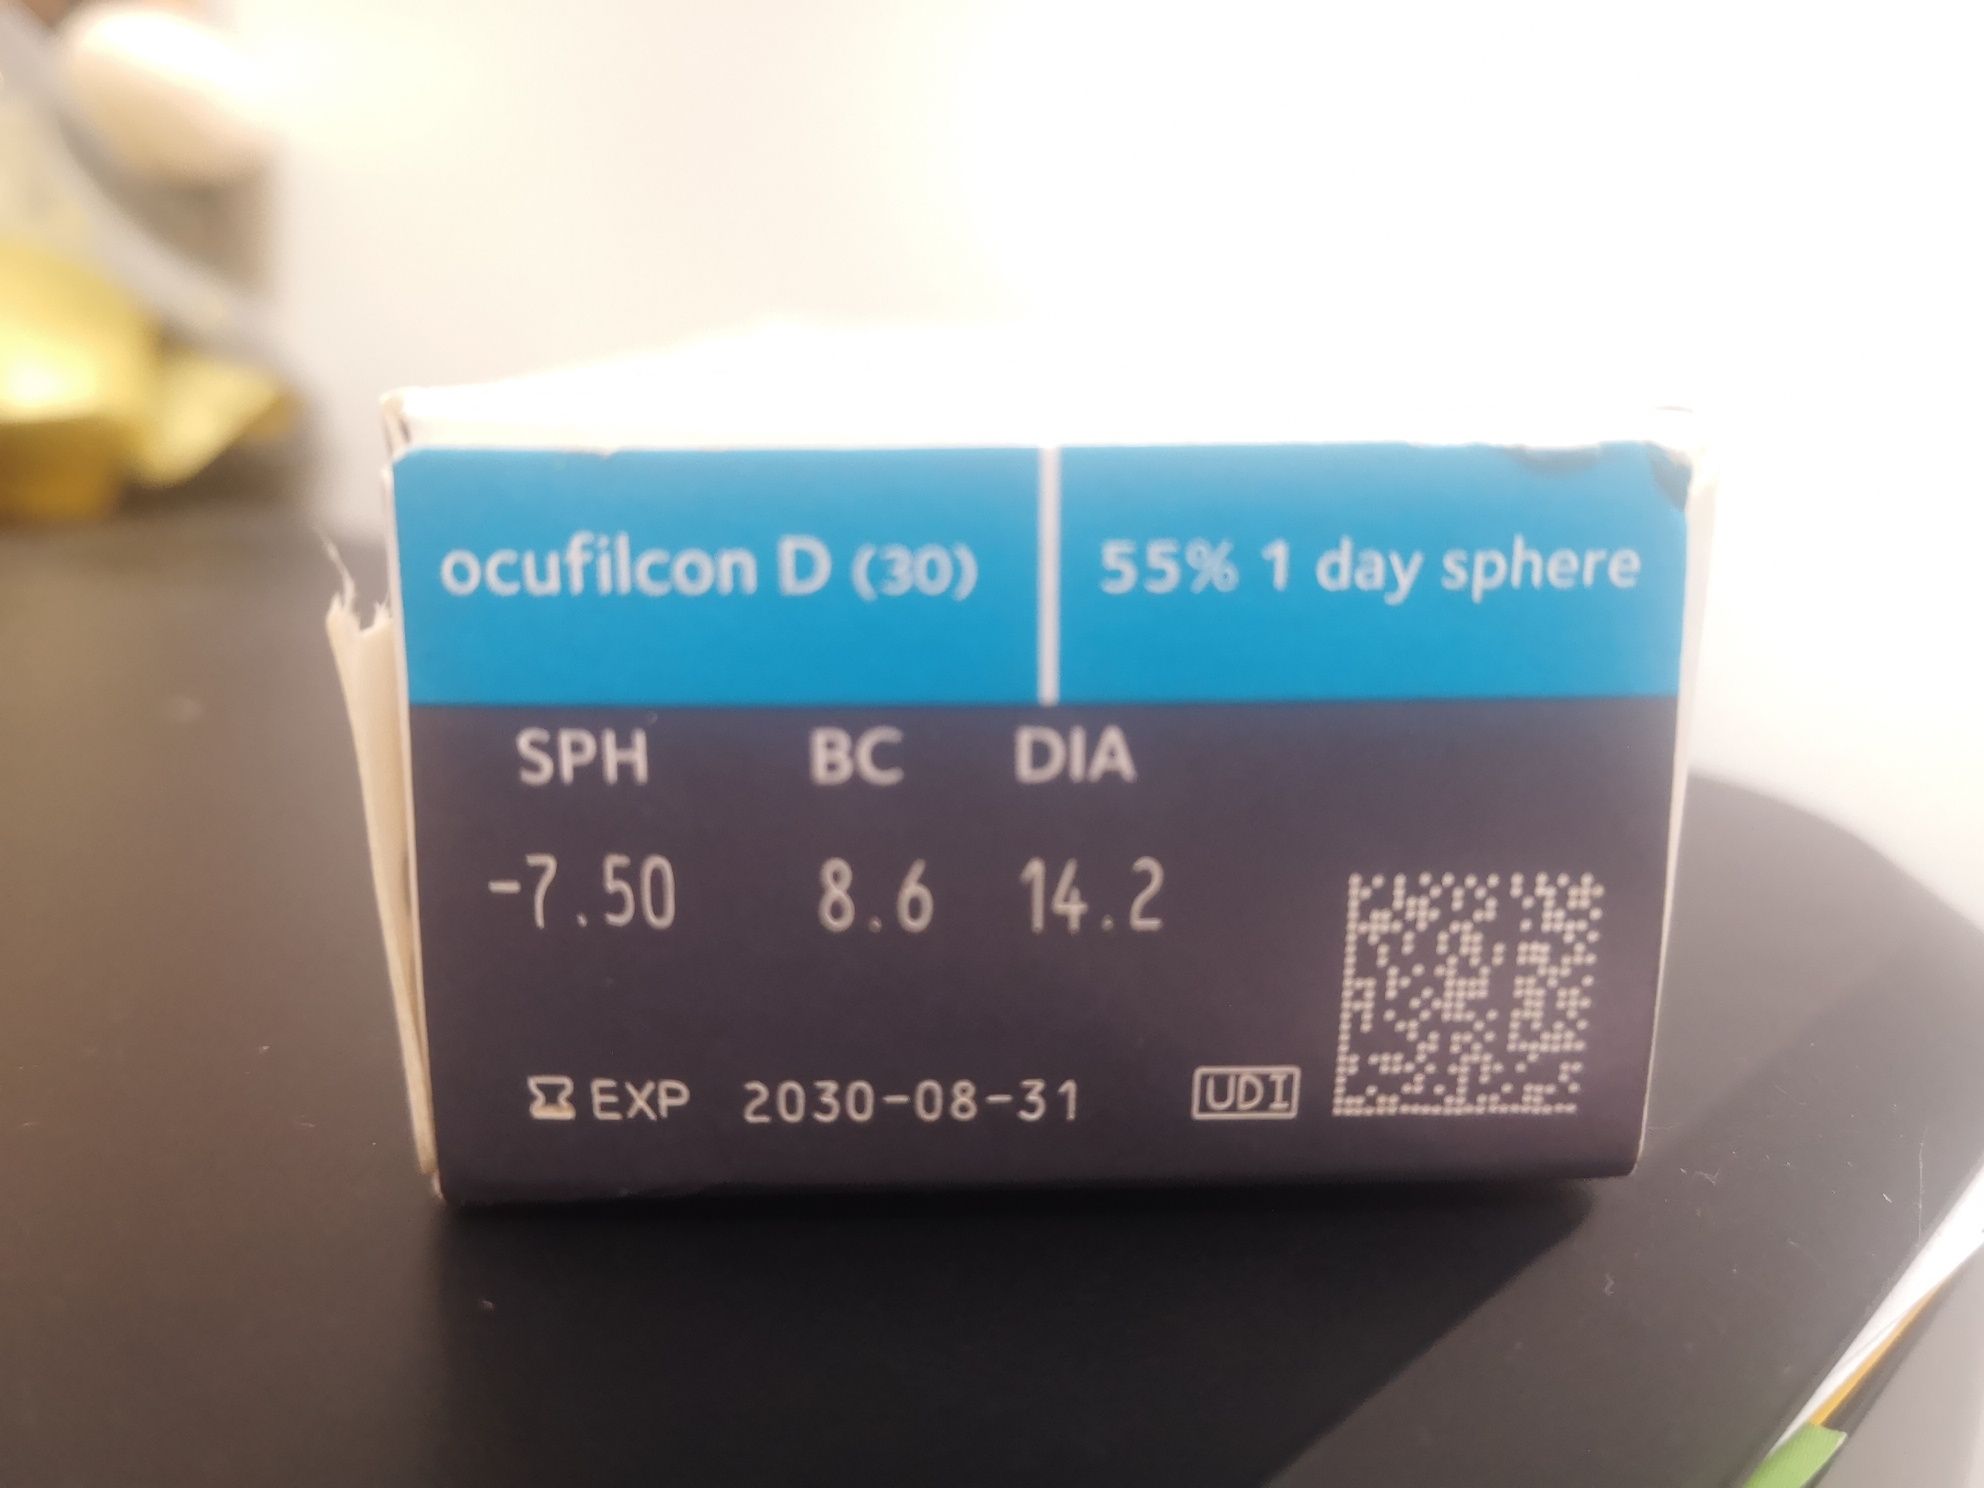 ocufilcon D (30)
55% 1 day sphere
SPH BC DIA
-7.50 8.6 14.2
EXP 2030-08-31
UDI